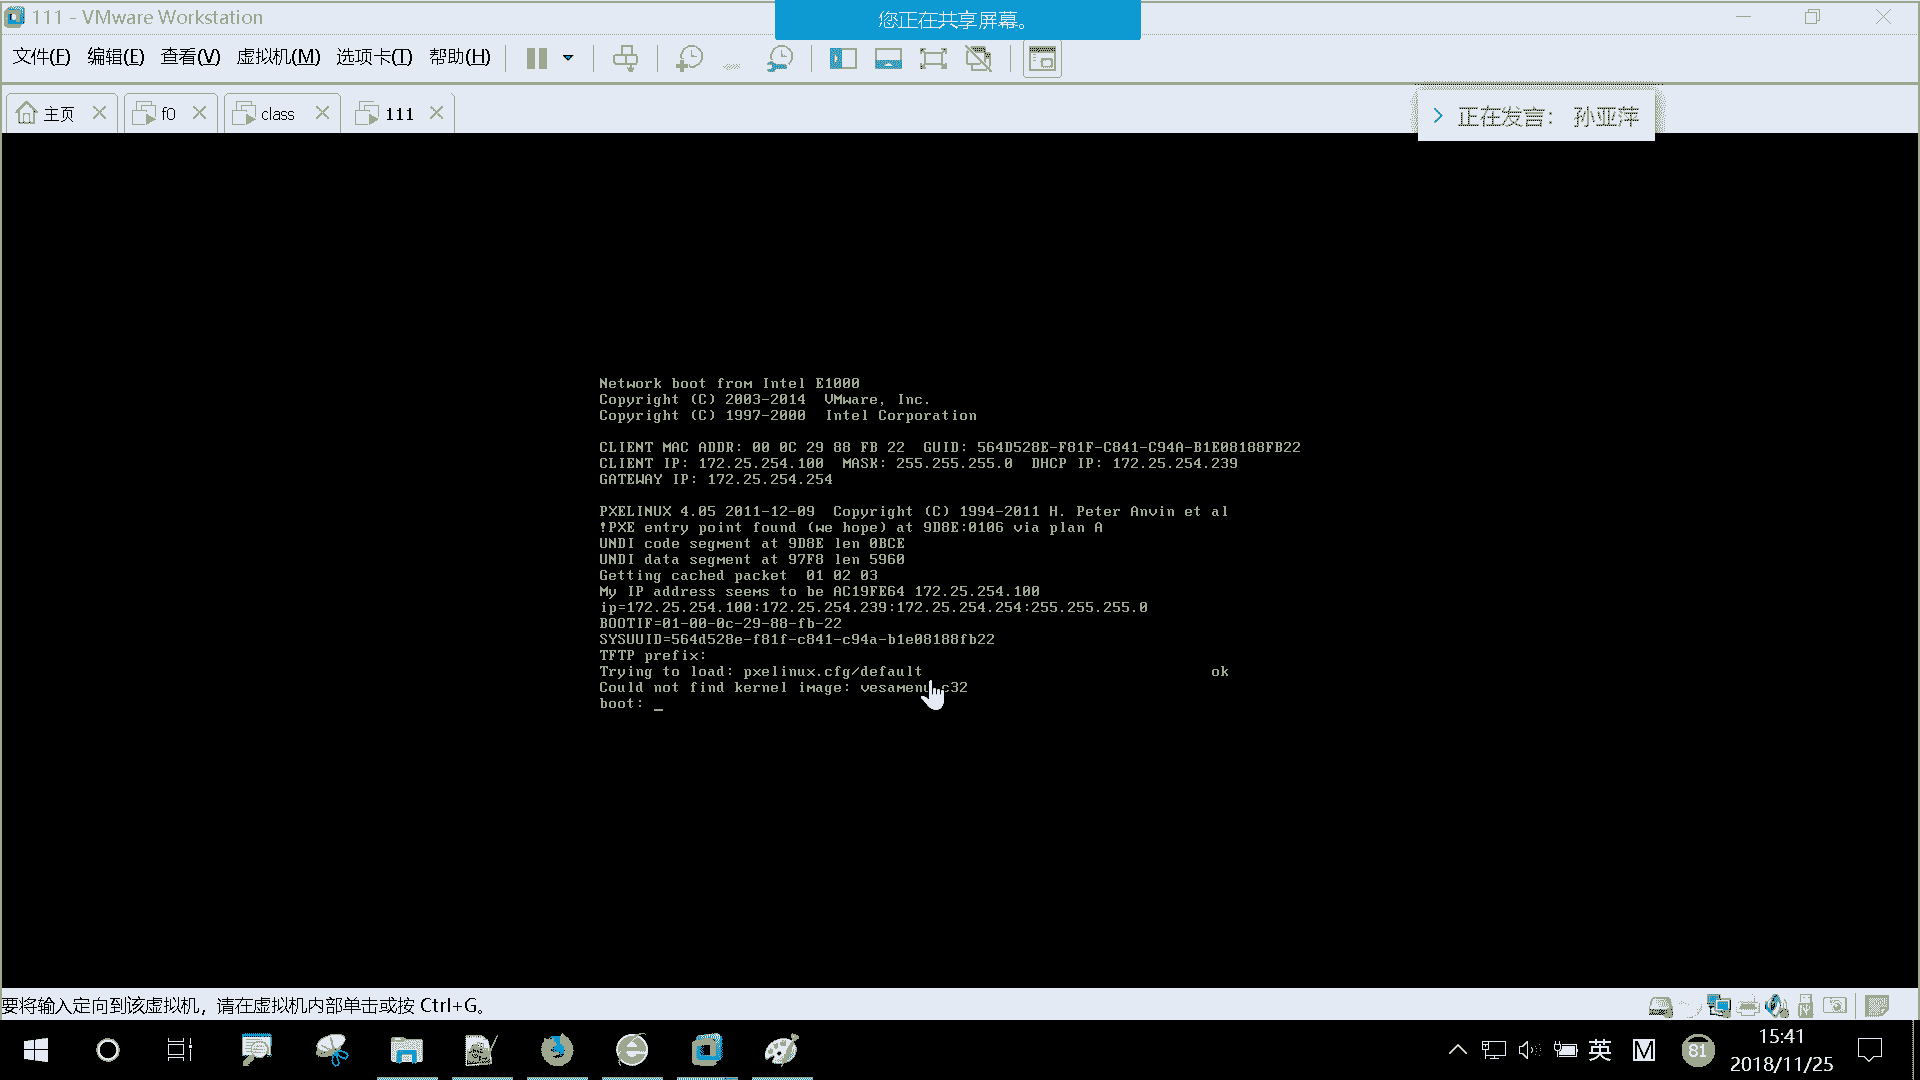 111 - VMware Workstation
您正在共享屏幕。
文件(F) 编辑(E) 查看(V) 虚拟机(M) 选项卡(T) 帮助(H)
主页 f0 class 111
正在发言： 孙亚萍
Network boot from Intel E1000
Copyright (C) 2003-2014 VMware, Inc.
Copyright (C) 1997-2000 Intel Corporation
CLIENT MAC ADDR: 00 0C 29 88 FB 22 GUID: 564D528E-F81F-C841-C94A-B1E08188FB22
CLIENT IP: 172.25.254.100 MASK: 255.255.255.0 DHCP IP: 172.25.254.239
GATEWAY IP: 172.25.254.254
PXELINUX 4.05 2011-12-09 Copyright (C) 1994-2011 H. Peter Anvin et al
!PXE entry point found (we hope) at 9D8E:0106 via plan A
UNDI code segment at 9D8E len 0BCE
UNDI data segment at 97F8 len 5960
Getting cached packet 01 02 03
My IP address seems to be AC19FE64 172.25.254.100
ip=172.25.254.100:172.25.254.239:172.25.254.254:255.255.255.0
BOOTIF=01-00-0c-29-88-fb-22
SYSUUID=564d528e-f81f-c841-c94a-b1e08188fb22
TFTP prefix:
Trying to load: pxelinux.cfg/default ok
Could not find kernel image: vesamenu.c32
boot: _
要将输入定向到该虚拟机，请在虚拟机内部单击或按 Ctrl+G。
英 M 81 15:41
2018/11/25